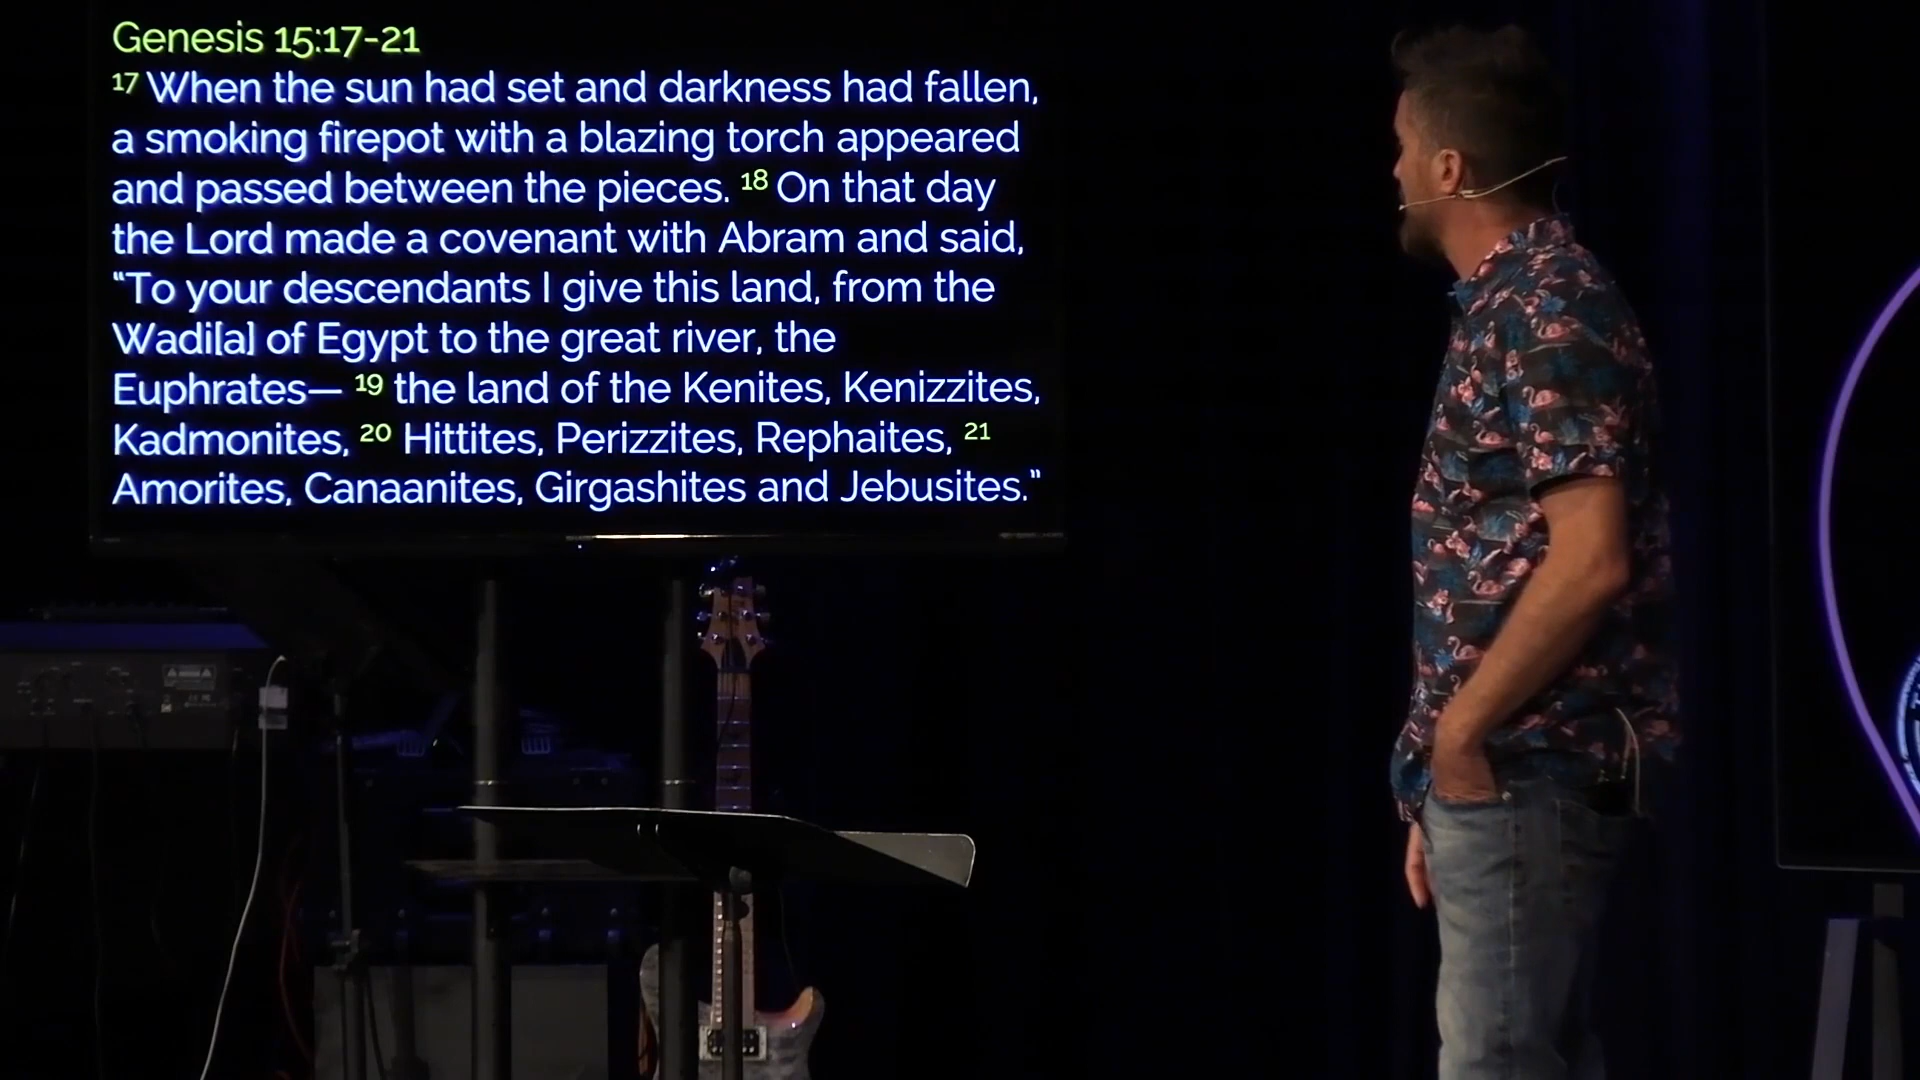 Genesis 15:17-21
17 When the sun had set and darkness had fallen,
a smoking firepot with a blazing torch appeared
and passed between the pieces. 18 On that day
the Lord made a covenant with Abram and said,
“To your descendants I give this land, from the
Wadi[a] of Egypt to the great river, the
Euphrates— 19 the land of the Kenites, Kenizzites,
Kadmonites, 20 Hittites, Perizzites, Rephaites, 21
Amorites, Canaanites, Girgashites and Jebusites.”